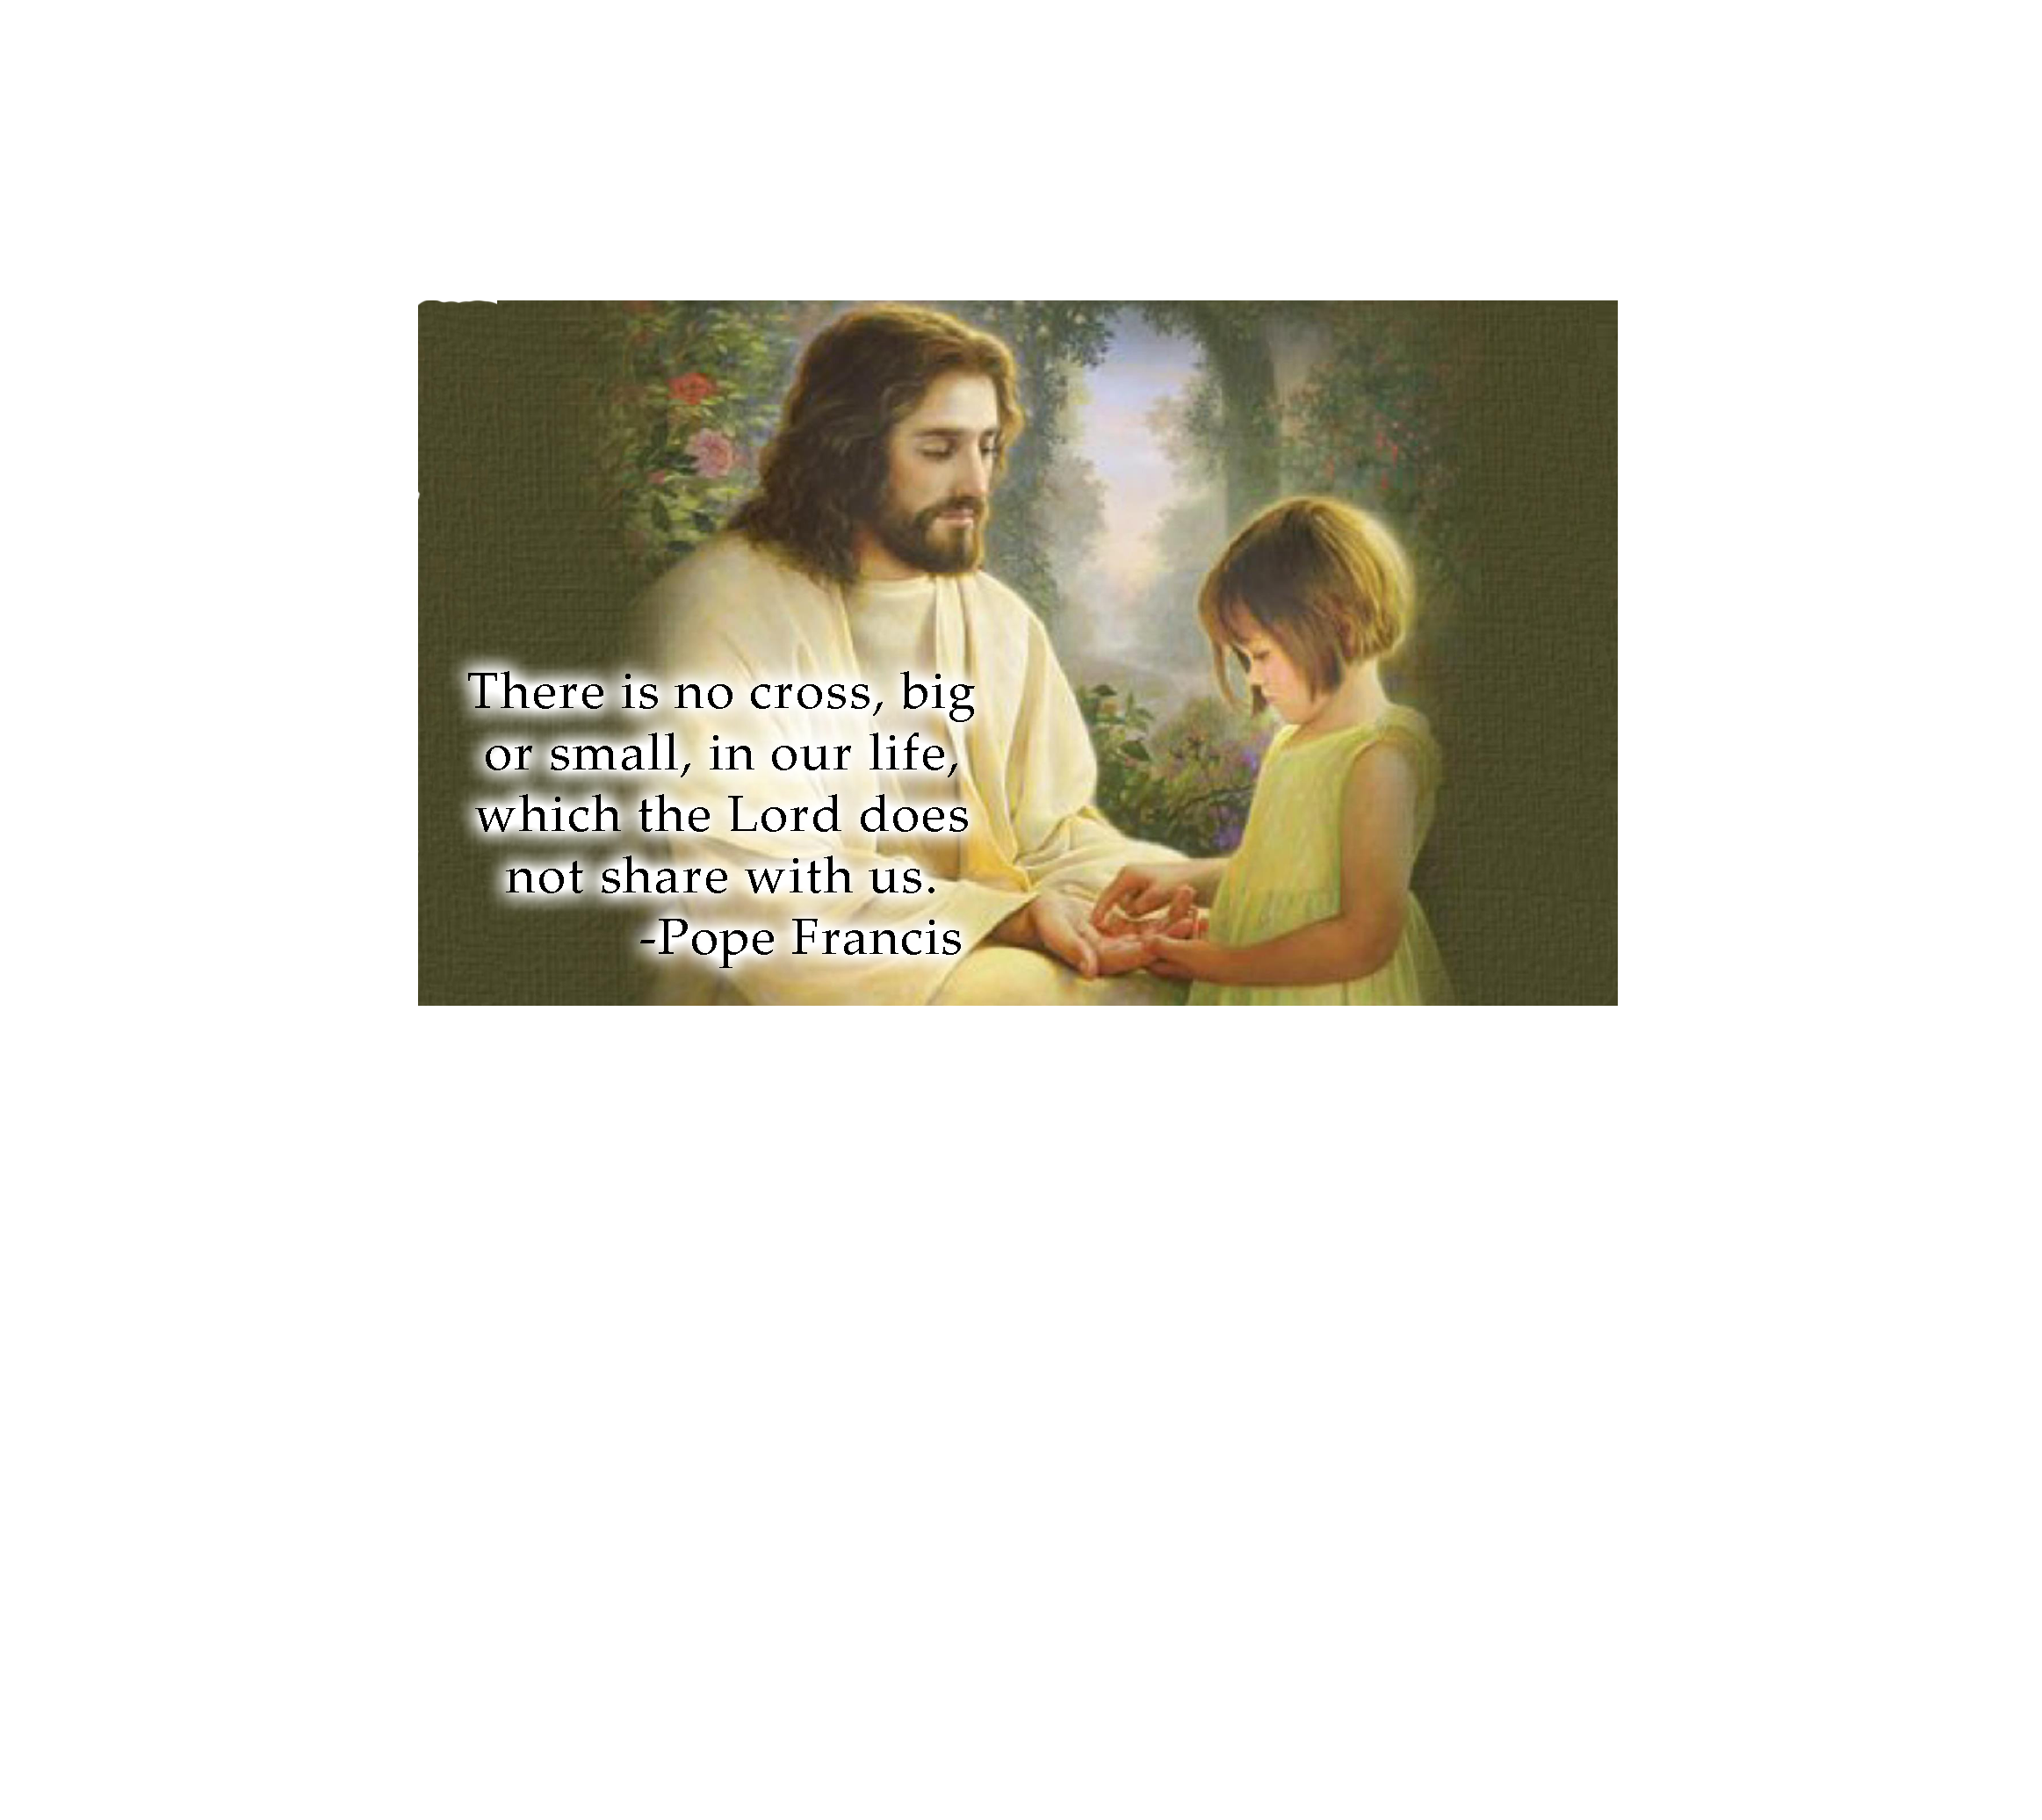 There is no cross, big
or small, in our life,
which the Lord does
not share with us.
-Pope Francis